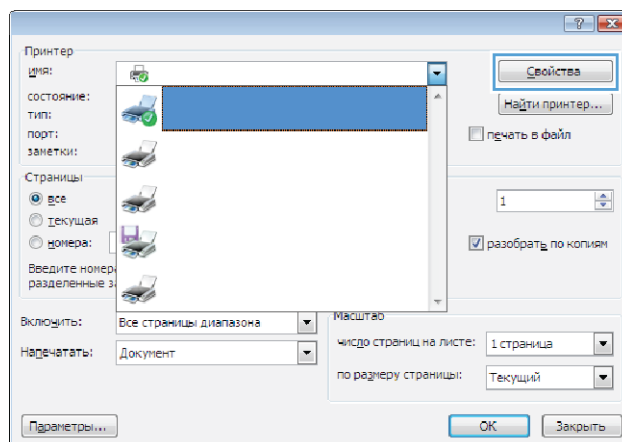 Принтер
имя:
Свойства
состояние:
Найти принтер...
тип:
порт:
печать в файл
заметки:
Страницы
все
1
текущая
номера:
разобрать по копиям
Введите номер
разделенные з
Включить:
Все страницы диапазона
Масштаб
число страниц на листе:
1 страница
Напечатать:
Документ
по размеру страницы:
Текущий
Параметры...
ОК
Закрыть